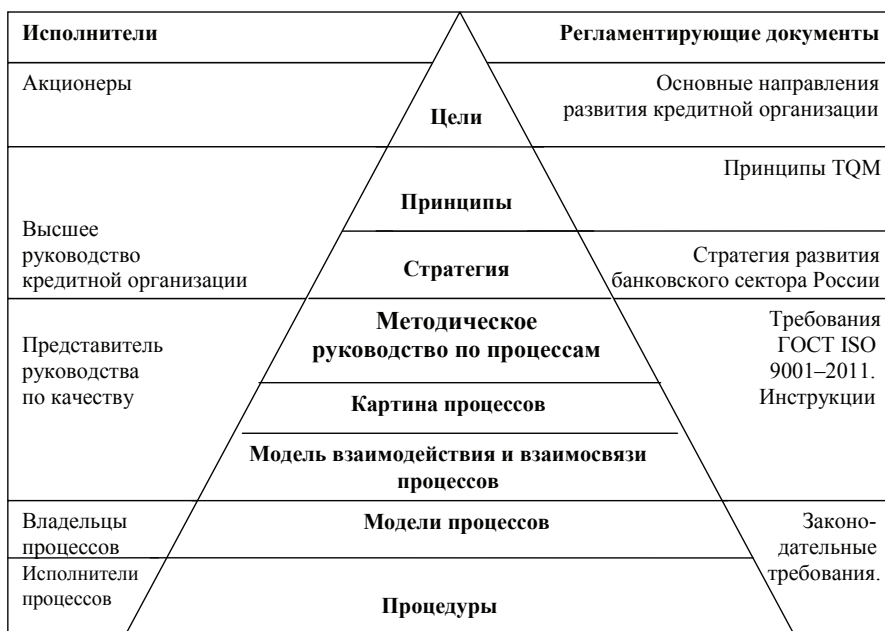 Исполнители
Регламентирующие документы
Акционеры
Основные направления
развития кредитной организации
Цели
Принципы TQM
Принципы
Высшее
руководство
кредитной организации
Стратегия
Стратегия развития
банковского сектора России
Методическое
руководство по процессам
Представитель
руководства
по качеству
Требования
ГОСТ ISO
9001–2011.
Инструкции
Картина процессов
Модель взаимодействия и взаимосвязи
процессов
Владельцы
процессов
Модели процессов
Законо-
дательные
требования.
Исполнители
процессов
Процедуры